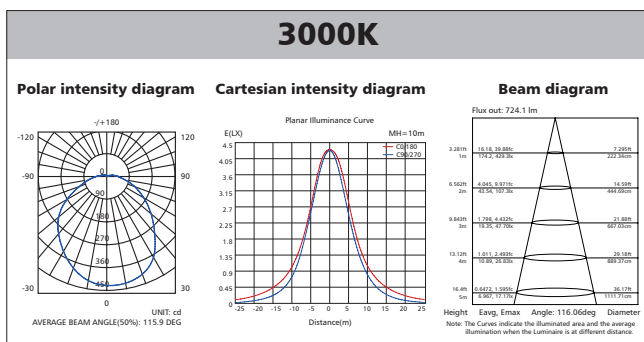 3000K
Polar intensity diagram
-/+180
-120
120
-90
90
0
90
180
270
360
450
-30
30
0
UNIT: cd
AVERAGE BEAM ANGLE(50%): 115.9 DEG
Cartesian intensity diagram
Planar Illuminance Curve
E(LX)
MH=10m
C0/180
C90/270
4.5
4.05
3.6
3.15
2.7
2.25
1.8
1.35
0.9
0.45
0
-25 -20 -15 -10 -5 0 5 10 15 20 25
Distance(m)
Beam diagram
Flux out: 724.1 lm
3.281ft 16.18, 39.88fc 7.295ft
1m 174.2, 429.3lx 222.34cm
6.562ft 4.045, 9.971fc 14.59ft
2m 43.54, 107.3lx 444.69cm
9.843ft 1.798, 4.432fc 21.88ft
3m 19.35, 47.70lx 667.03cm
13.12ft 1.011, 2.493fc 29.18ft
4m 10.89, 26.83lx 889.37cm
16.4ft 0.6472, 1.595fc 36.17ft
5m 6.967, 17.17lx 1111.71cm
Height Eavg, Emax Angle: 116.06deg Diameter
Note: The Curves indicate the illuminated area and the average
illumination when the Luminaire is at different distance.